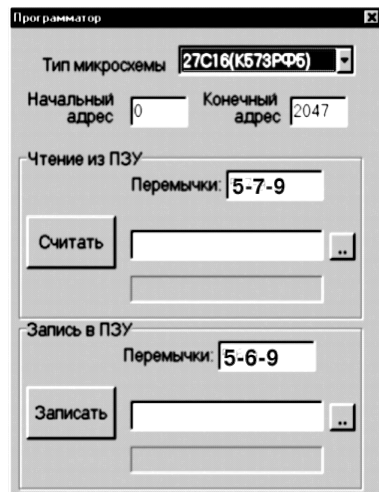 Программатор
Тип микросхемы 27C16(К573РФ5)
Начальный адрес 0 Конечный адрес 2047
Чтение из ПЗУ
Перемычки: 5-7-9
Считать ..
Запись в ПЗУ
Перемычки: 5-6-9
Записать ..